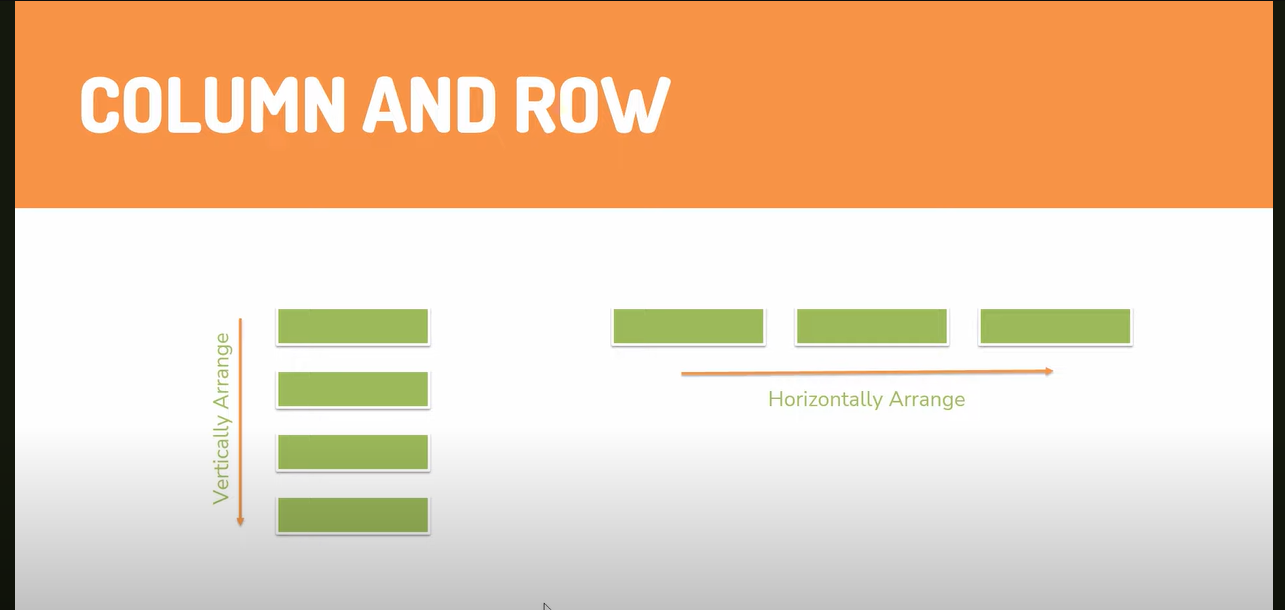 COLUMN AND ROW
Vertically Arrange
Horizontally Arrange